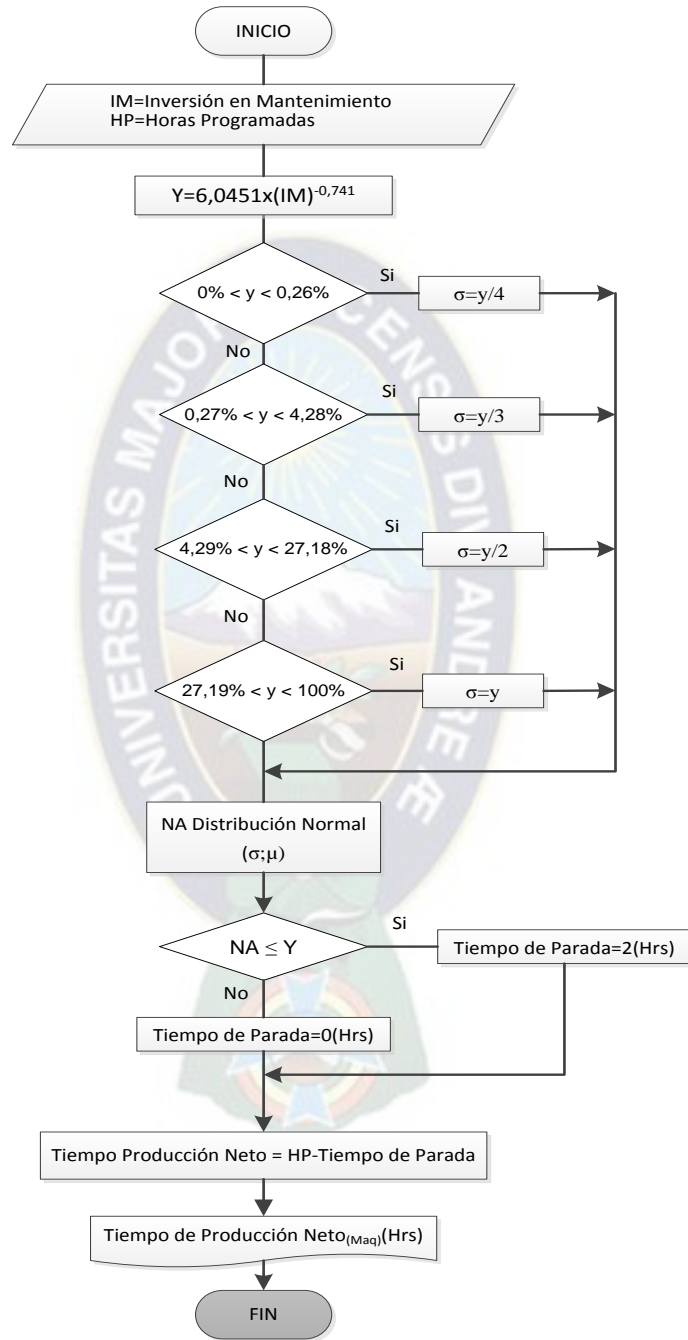 INICIO
IM=Inversión en Mantenimiento
HP=Horas Programadas
Y=6,0451x(IM)-0,741
0% < y < 0,26%
Si
σ=y/4
No
0,27% < y < 4,28%
Si
σ=y/3
No
4,29% < y < 27,18%
Si
σ=y/2
No
27,19% < y < 100%
Si
σ=y
NA Distribución Normal
(σ;μ)
NA ≤ Y
Si
Tiempo de Parada=2(Hrs)
No
Tiempo de Parada=0(Hrs)
Tiempo Producción Neto = HP-Tiempo de Parada
Tiempo de Producción Neto(Maq)(Hrs)
FIN
UNIVERSITAS MAJOR